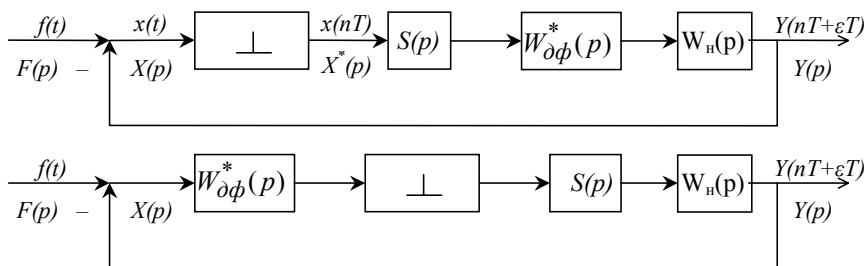 f(t) x(t) ⊥ x(nT) S(p) W*дф(p) Wн(p) Y(nT+εT)
F(p) – X(p) X*(p) Y(p)
f(t) W*дф(p) ⊥ S(p) Wн(p) Y(nT+εT)
F(p) – X(p) Y(p)